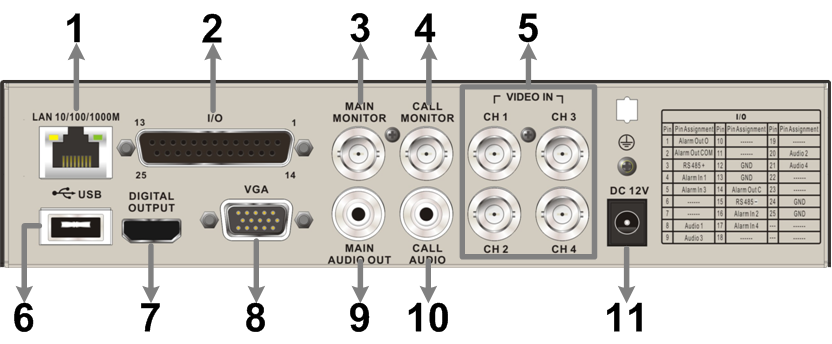 1 2 3 4 5
LAN 10/100/1000M
I/O
13 1
25 14
MAIN
MONITOR
CALL
MONITOR
VIDEO IN
CH 1 CH 3
CH 2 CH 4
USB
DIGITAL
OUTPUT
VGA
MAIN
AUDIO OUT
CALL
AUDIO
DC 12V
I/O
Pin Pin Assignment Pin Pin Assignment Pin Pin Assignment
1 Alarm Out O 10 ------ 19 ------
2 Alarm Out COM 11 ------ 20 Audio 2
3 RS485+ 12 GND 21 Audio 4
4 Alarm In 1 13 GND 22 ------
5 Alarm In 3 14 Alarm Out C 23 ------
6 15 RS485- 24 GND
7 ------ 16 Alarm In 2 25 GND
8 Audio 1 17 Alarm In 4 --- ------
9 Audio 3 18 --- --- ------
6 7 8 9 10 11